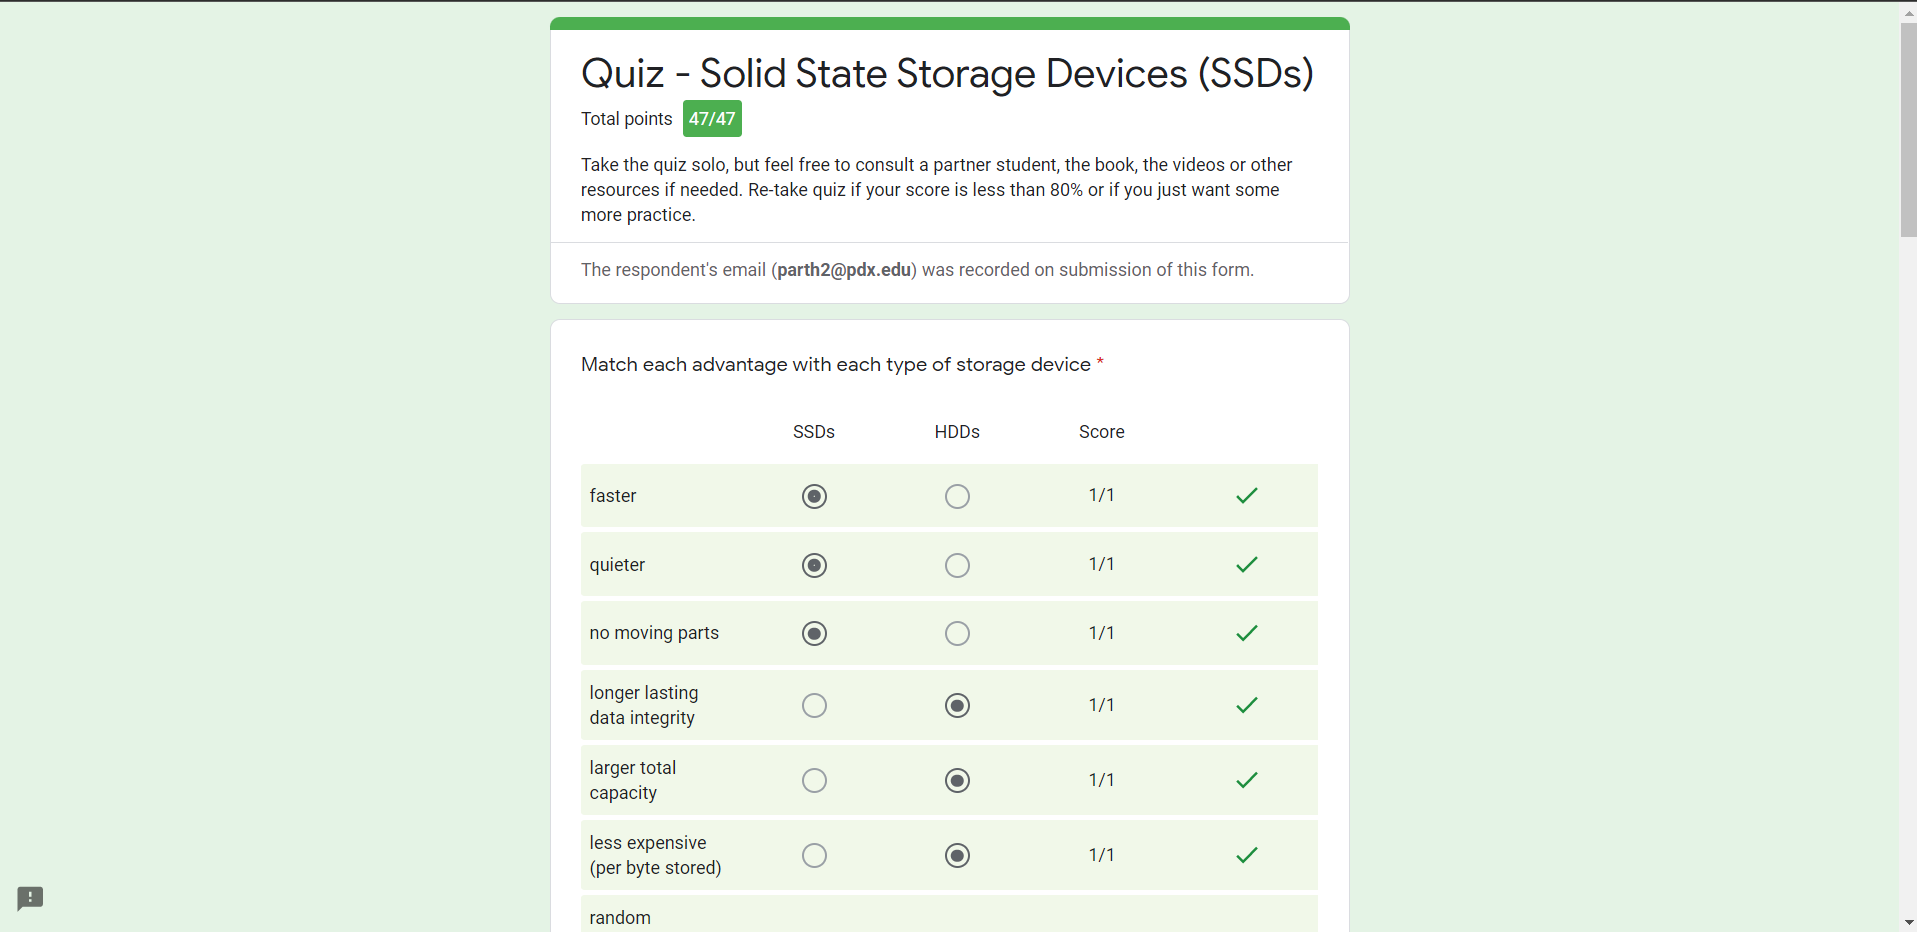 Quiz - Solid State Storage Devices (SSDs)
Total points 47/47
Take the quiz solo, but feel free to consult a partner student, the book, the videos or other
resources if needed. Re-take quiz if your score is less than 80% or if you just want some
more practice.
The respondent's email (parth2@pdx.edu) was recorded on submission of this form.
Match each advantage with each type of storage device *
SSDs HDDs Score
faster 1/1
quieter 1/1
no moving parts 1/1
longer lasting
data integrity 1/1
larger total
capacity 1/1
less expensive
(per byte stored) 1/1
random